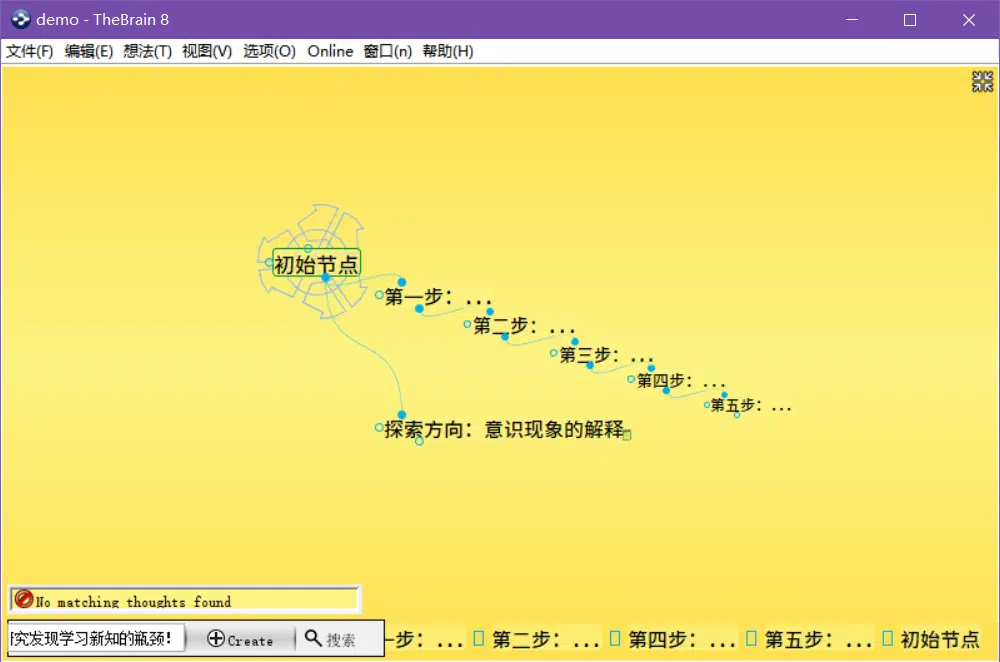 demo - TheBrain 8
文件(F) 编辑(E) 想法(T) 视图(V) 选项(O) Online 窗口(n) 帮助(H)
初始节点
第一步：...
第二步：...
第三步：...
第四步：...
第五步：...
探索方向：意识现象的解释
No matching thoughts found
究发现学习新知的瓶颈！ Create 搜索 一步：... 第二步：... 第四步：... 第五步：... 初始节点